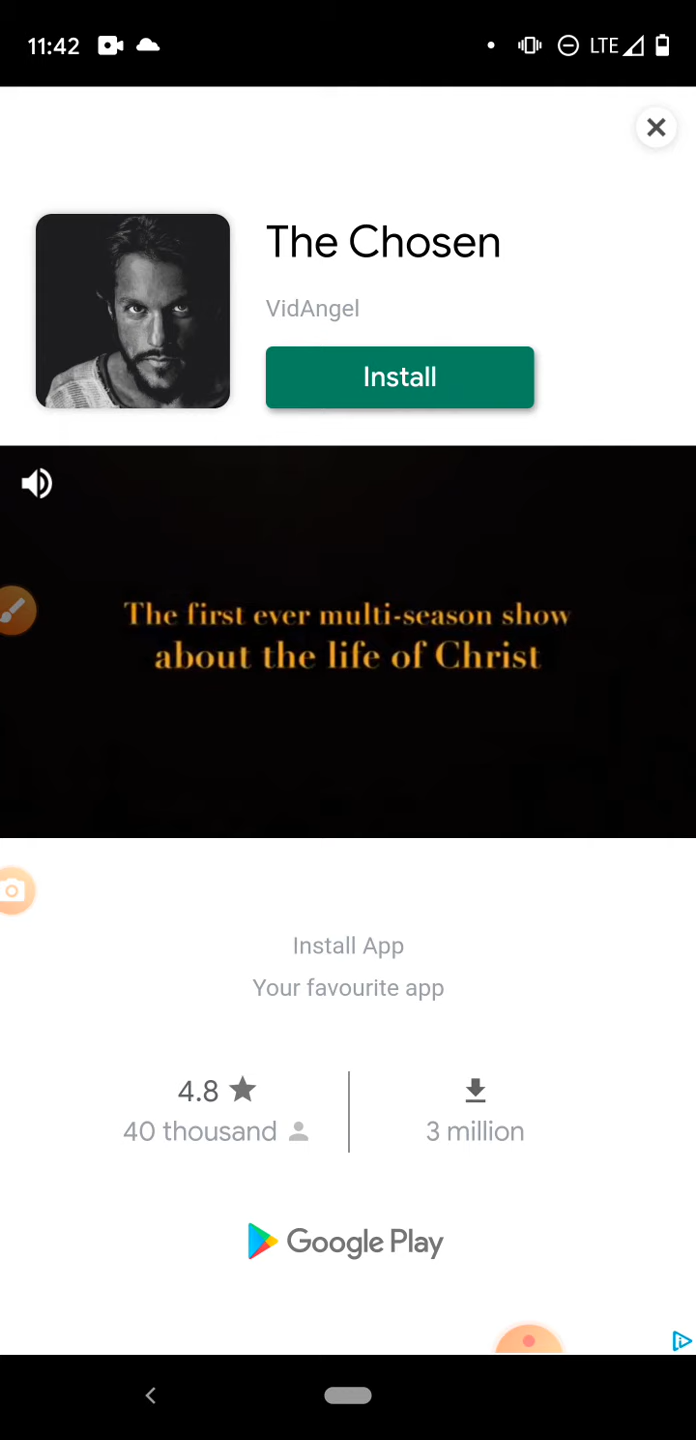 11:42
LTE
The Chosen
VidAngel
Install
The first ever multi-season show
about the life of Christ
Install App
Your favourite app
4.8
40 thousand
3 million
Google Play